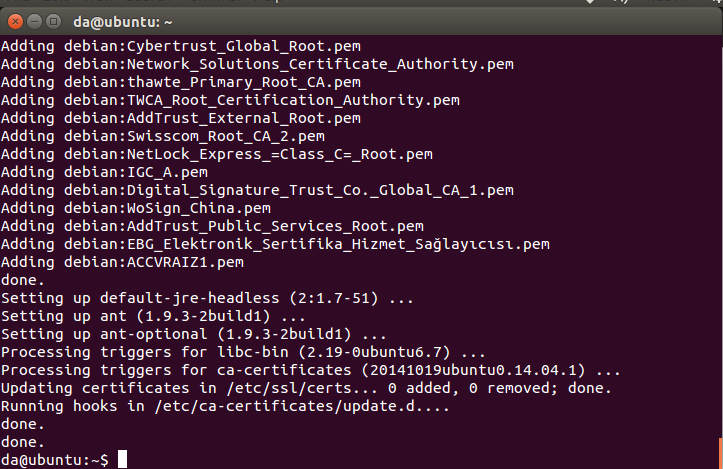 da@ubuntu: ~
Adding debian:Cybertrust_Global_Root.pem
Adding debian:Network_Solutions_Certificate_Authority.pem
Adding debian:thawte_Primary_Root_CA.pem
Adding debian:TWCA_Root_Certification_Authority.pem
Adding debian:AddTrust_External_Root.pem
Adding debian:Swisscom_Root_CA_2.pem
Adding debian:NetLock_Express_=Class_C=_Root.pem
Adding debian:IGC_A.pem
Adding debian:Digital_Signature_Trust_Co._Global_CA_1.pem
Adding debian:WoSign_China.pem
Adding debian:AddTrust_Public_Services_Root.pem
Adding debian:EBG_Elektronik_Sertifika_Hizmet_Sağlayıcısı.pem
Adding debian:ACCVRAIZ1.pem
done.
Setting up default-jre-headless (2:1.7-51) ...
Setting up ant (1.9.3-2build1) ...
Setting up ant-optional (1.9.3-2build1) ...
Processing triggers for libc-bin (2.19-0ubuntu6.7) ...
Processing triggers for ca-certificates (20141019ubuntu0.14.04.1) ...
Updating certificates in /etc/ssl/certs... 0 added, 0 removed; done.
Running hooks in /etc/ca-certificates/update.d....
done.
done.
da@ubuntu:~$